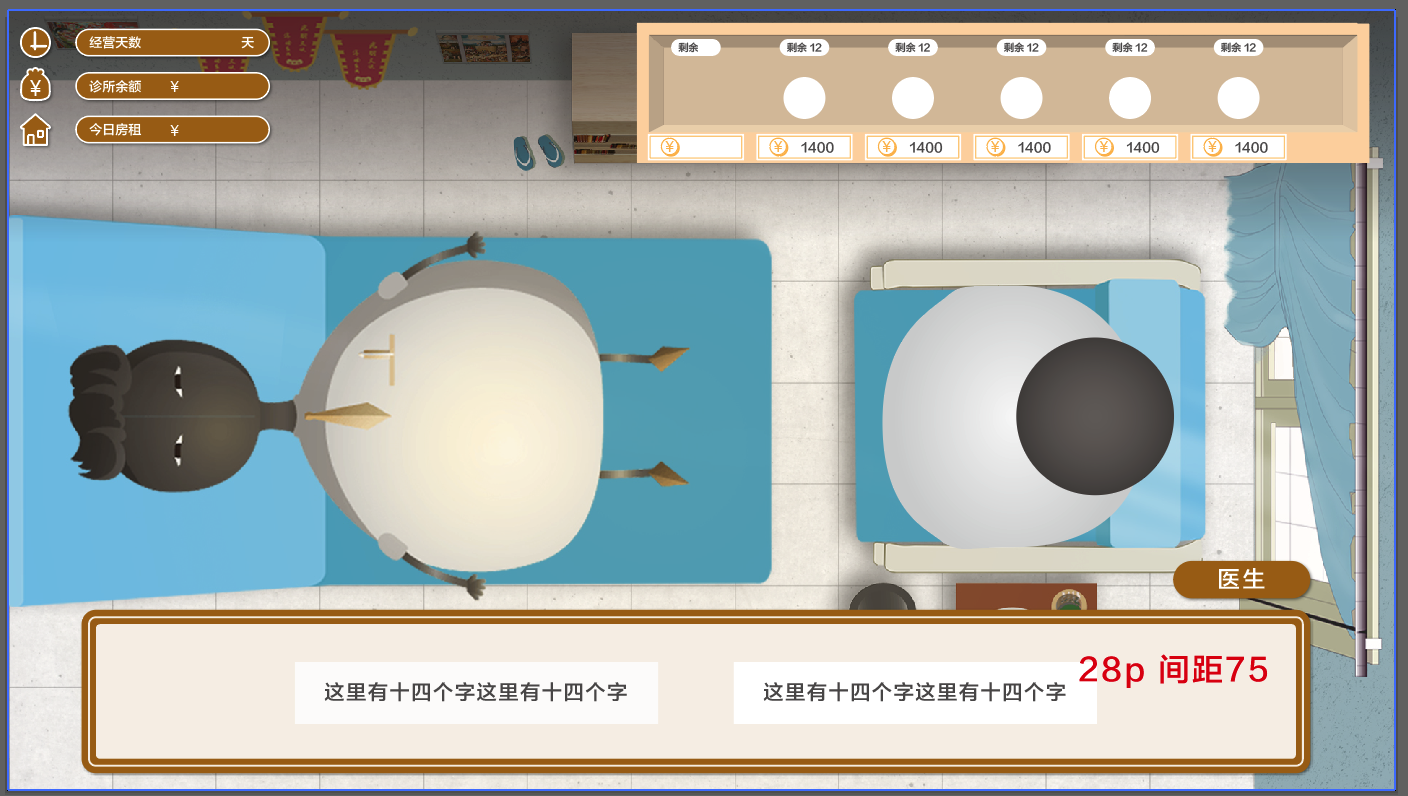 经营天数 天
诊所余额 ¥
今日房租 ¥
剩余 剩余 12 剩余 12 剩余 12 剩余 12 剩余 12
¥ ¥ 1400 ¥ 1400 ¥ 1400 ¥ 1400 ¥ 1400
医生
28p 间距75
这里有十四个字这里有十四个字 这里有十四个字这里有十四个字